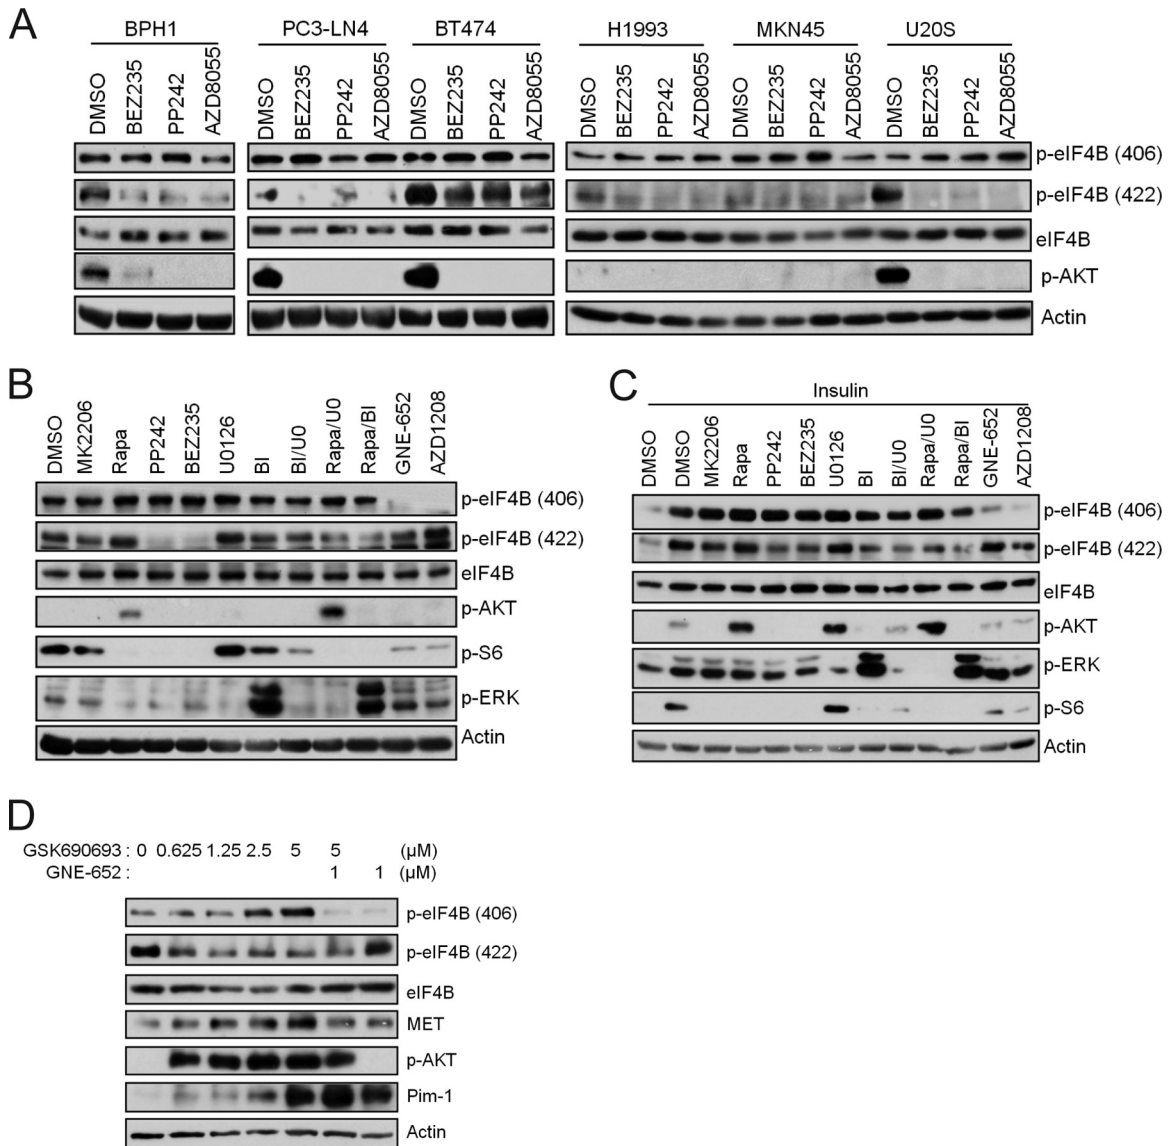 A
BPH1 PC3-LN4 BT474 H1993 MKN45 U20S
DMSO BEZ235 PP242 AZD8055 DMSO BEZ235 PP242 AZD8055 DMSO BEZ235 PP242 AZD8055 DMSO BEZ235 PP242 AZD8055 DMSO BEZ235 PP242 AZD8055 DMSO BEZ235 PP242 AZD8055
p-eIF4B (406)
p-eIF4B (422)
eIF4B
p-AKT
Actin
B
DMSO MK2206 Rapa PP242 BEZ235 U0126 BI BI/U0 Rapa/U0 Rapa/BI GNE-652 AZD1208
p-eIF4B (406)
p-eIF4B (422)
eIF4B
p-AKT
p-S6
p-ERK
Actin
C
Insulin
DMSO DMSO MK2206 Rapa PP242 BEZ235 U0126 BI BI/U0 Rapa/U0 Rapa/BI GNE-652 AZD1208
p-eIF4B (406)
p-eIF4B (422)
eIF4B
p-AKT
p-ERK
p-S6
Actin
D
GSK690693 : 0 0.625 1.25 2.5 5 5 (µM)
GNE-652 : 1 1 (µM)
p-eIF4B (406)
p-eIF4B (422)
eIF4B
MET
p-AKT
Pim-1
Actin